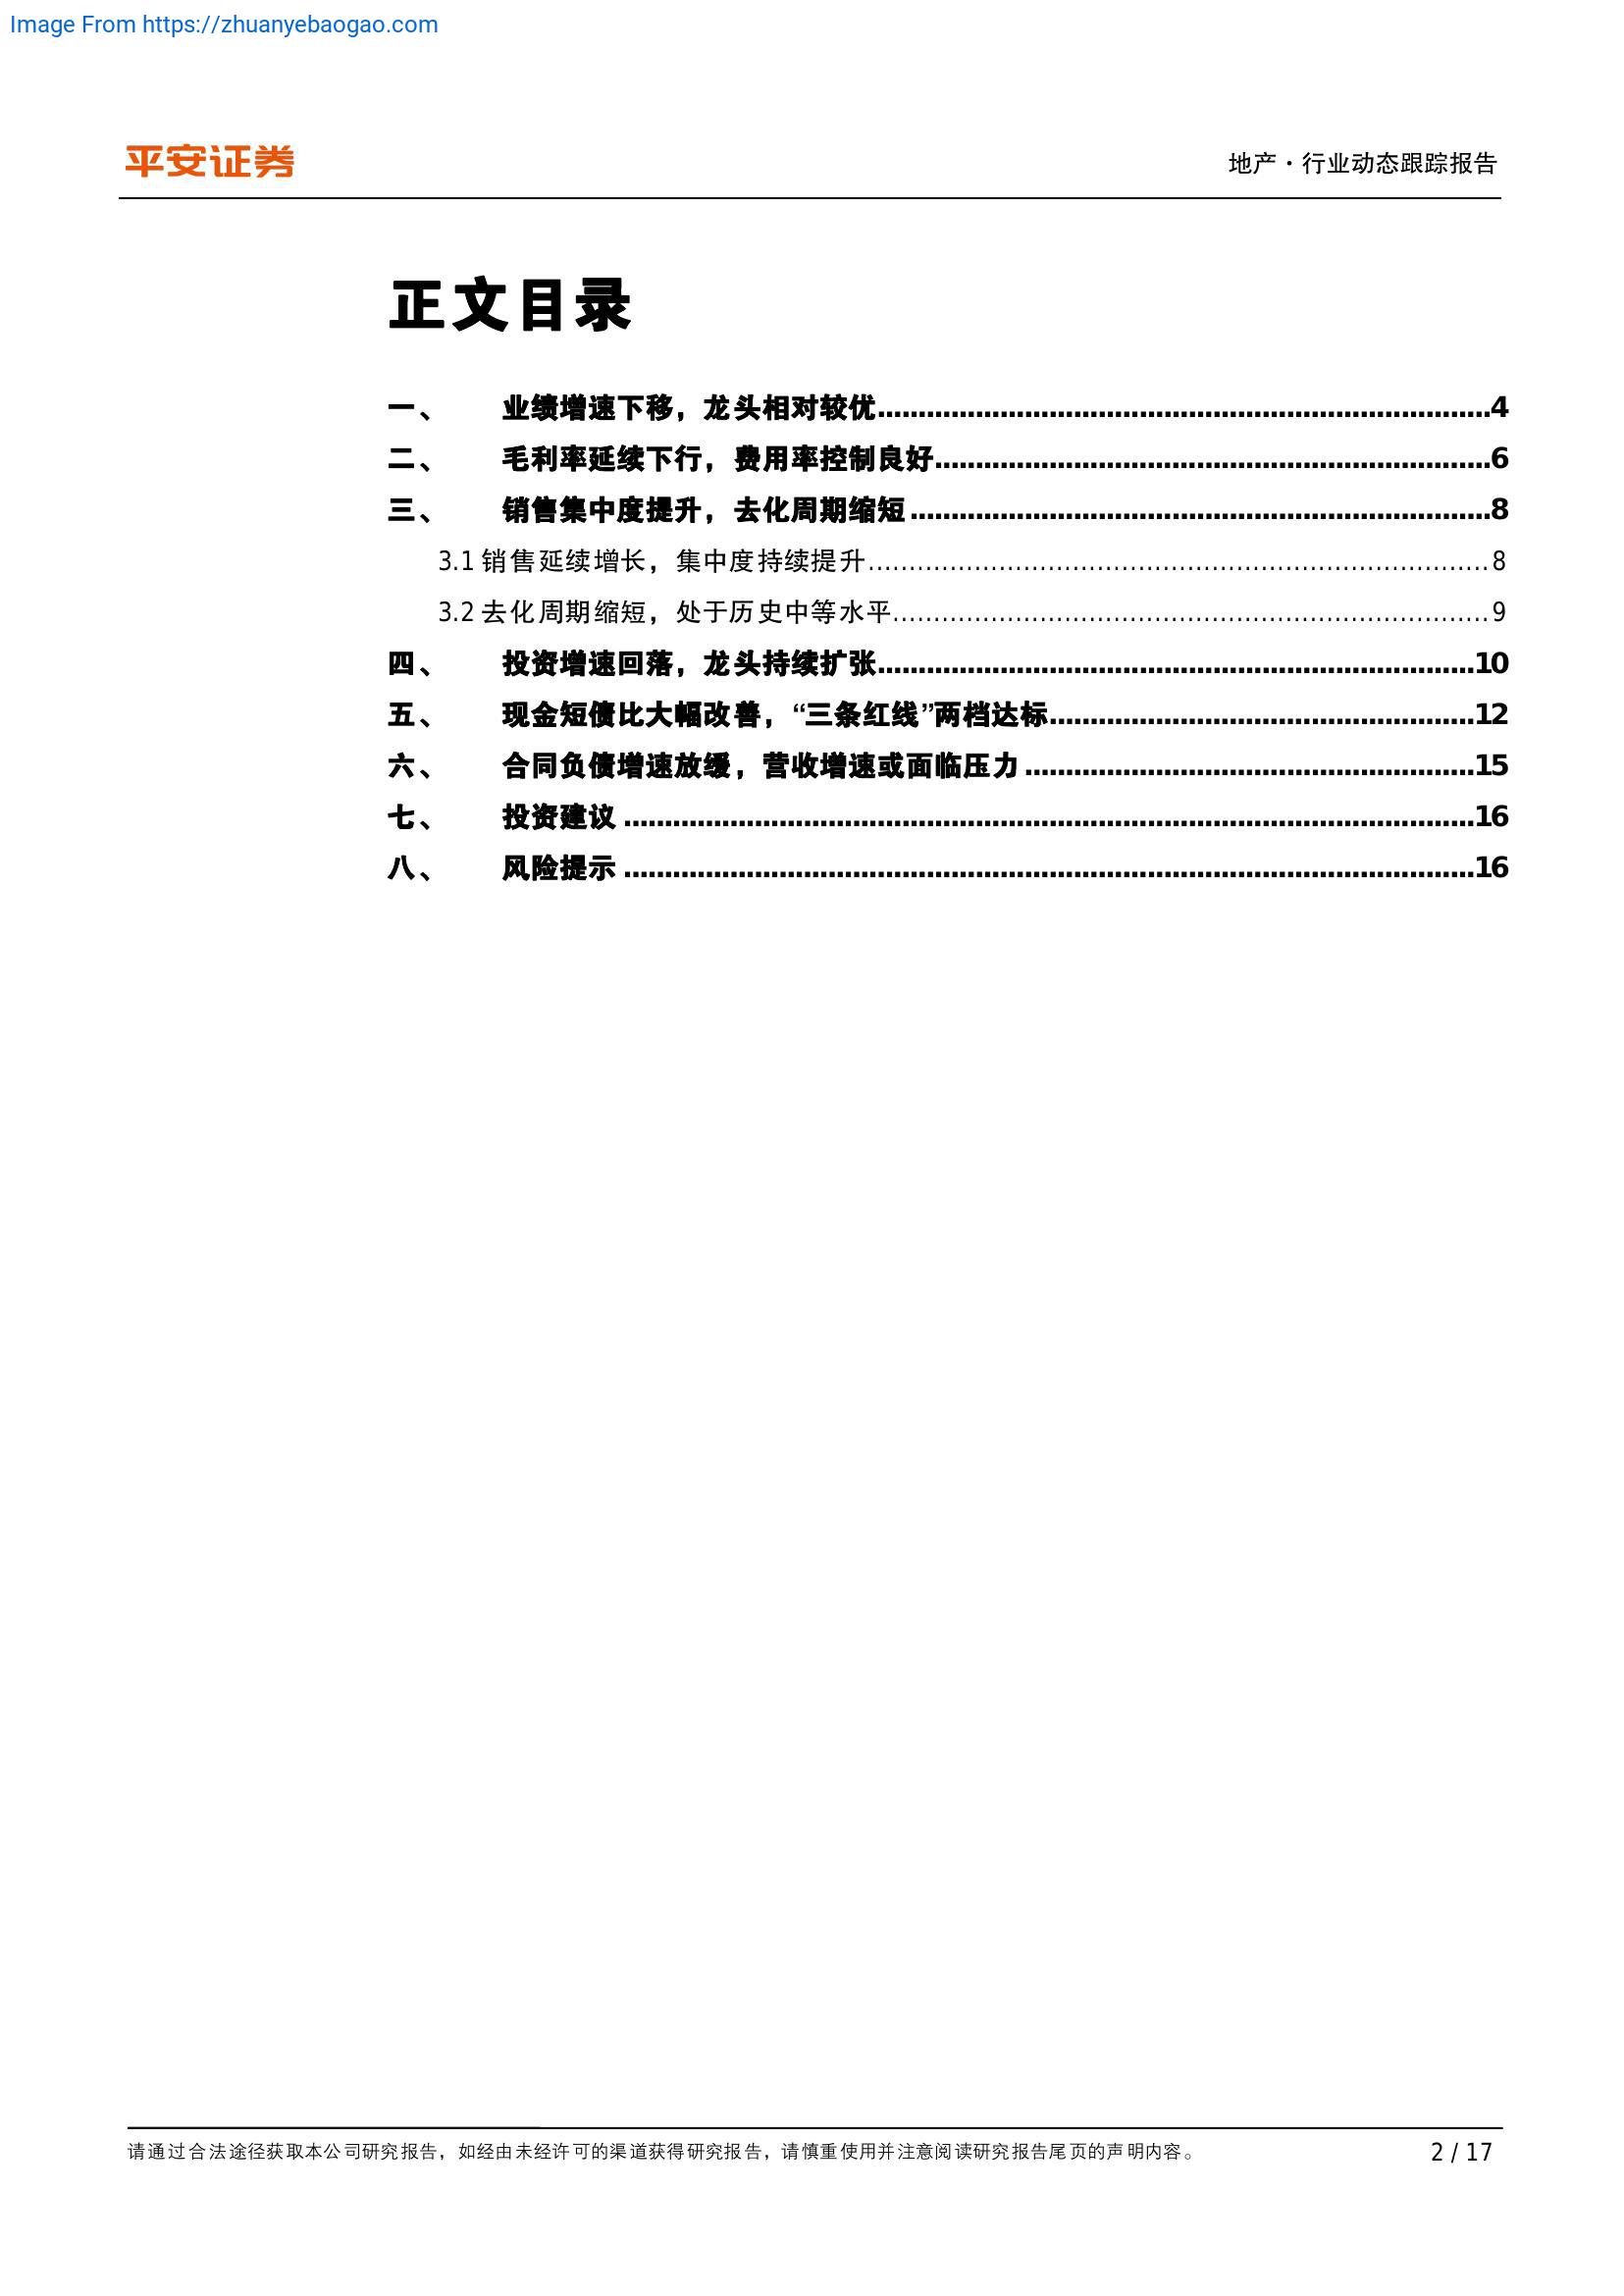 Image From https://zhuanyebaogao.com
平安证券
地产·行业动态跟踪报告
正文目录
一、 业绩增速下移，龙头相对较优........................................................................4
二、 毛利率延续下行，费用率控制良好.................................................................6
三、 销售集中度提升，去化周期缩短....................................................................8
3.1 销售延续增长，集中度持续提升........................................................................8
3.2 去化周期缩短，处于历史中等水平.....................................................................9
四、 投资增速回落，龙头持续扩张......................................................................10
五、 现金短债比大幅改善，“三条红线”两档达标..................................................12
六、 合同负债增速放缓，营收增速或面临压力.....................................................15
七、 投资建议....................................................................................................16
八、 风险提示....................................................................................................16
请通过合法途径获取本公司研究报告，如经由未经许可的渠道获得研究报告，请慎重使用并注意阅读研究报告尾页的声明内容。
2 / 17